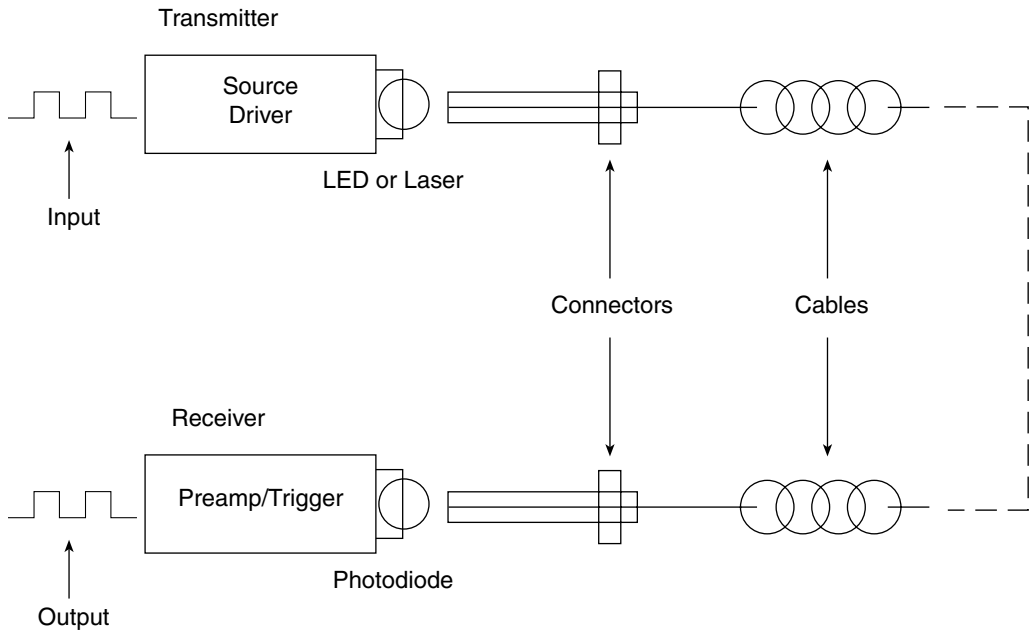 Transmitter
Source
Driver
LED or Laser
Input
Connectors
Cables
Receiver
Preamp/Trigger
Photodiode
Output